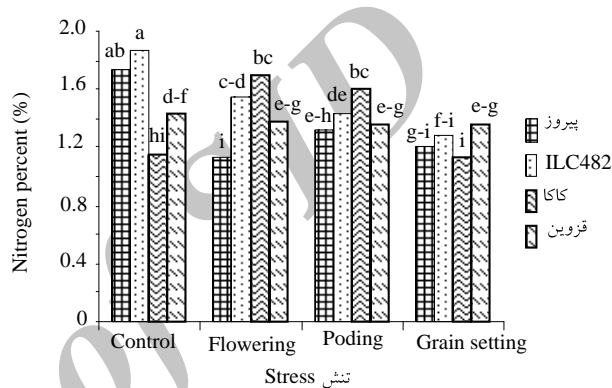 Nitrogen percent (%)
2.0
1.6
1.2
0.8
0.4
0
ab
a
hi
d-f
i
c-d
bc
e-g
e-h
de
bc
e-g
g-i
f-i
i
e-g
Control
Flowering
Poding
Grain setting
Stress تنش
پیروز
ILC482
کاکا
قزوین